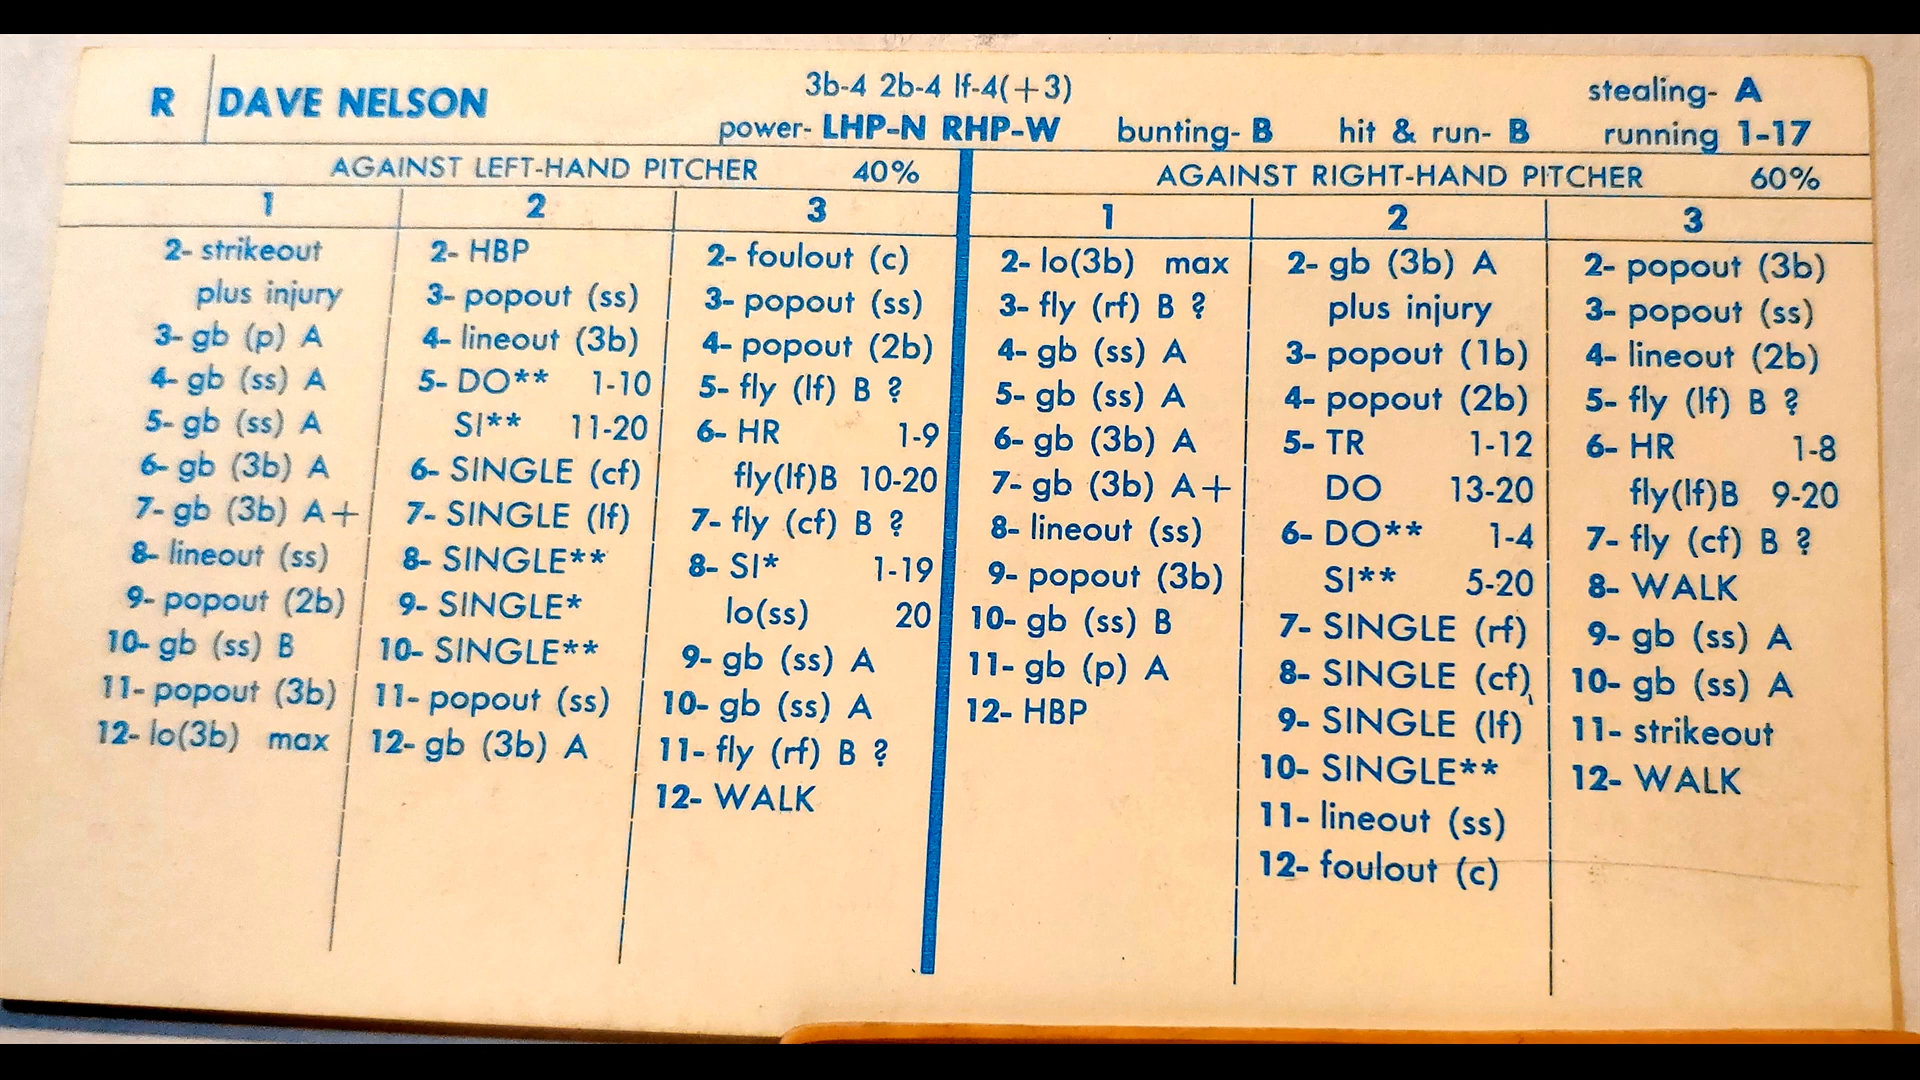 R DAVE NELSON
3b-4 2b-4 lf-4(+3)
power- LHP-N RHP-W bunting- B hit & run- B
stealing- A
running 1-17
AGAINST LEFT-HAND PITCHER 40%
1
2- strikeout
plus injury
3- gb (p) A
4- gb (ss) A
5- gb (ss) A
6- gb (3b) A
7- gb (3b) A+
8- lineout (ss)
9- popout (2b)
10- gb (ss) B
11- popout (3b)
12- lo(3b) max
2
2- HBP
3- popout (ss)
4- lineout (3b)
5- DO** 1-10
SI** 11-20
6- SINGLE (cf)
7- SINGLE (lf)
8- SINGLE**
9- SINGLE*
10- SINGLE**
11- popout (ss)
12- gb (3b) A
3
2- foulout (c)
3- popout (ss)
4- popout (2b)
5- fly (lf) B ?
6- HR 1-9
fly(lf)B 10-20
7- fly (cf) B ?
8- SI* 1-19
lo(ss) 20
9- gb (ss) A
10- gb (ss) A
11- fly (rf) B ?
12- WALK
AGAINST RIGHT-HAND PITCHER 60%
1
2- lo(3b) max
3- fly (rf) B ?
4- gb (ss) A
5- gb (ss) A
6- gb (3b) A
7- gb (3b) A+
8- lineout (ss)
9- popout (3b)
10- gb (ss) B
11- gb (p) A
12- HBP
2
2- gb (3b) A
plus injury
3- popout (1b)
4- popout (2b)
5- TR 1-12
DO 13-20
6- DO** 1-4
SI** 5-20
7- SINGLE (rf)
8- SINGLE (cf)
9- SINGLE (lf)
10- SINGLE**
11- lineout (ss)
12- foulout (c)
3
2- popout (3b)
3- popout (ss)
4- lineout (2b)
5- fly (lf) B ?
6- HR 1-8
fly(lf)B 9-20
7- fly (cf) B ?
8- WALK
9- gb (ss) A
10- gb (ss) A
11- strikeout
12- WALK